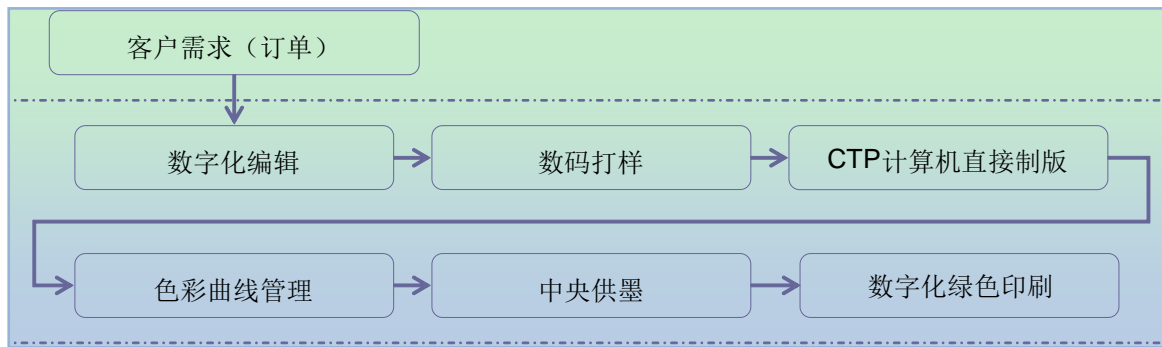 客户需求（订单）
数字化编辑
数码打样
CTP计算机直接制版
色彩曲线管理
中央供墨
数字化绿色印刷